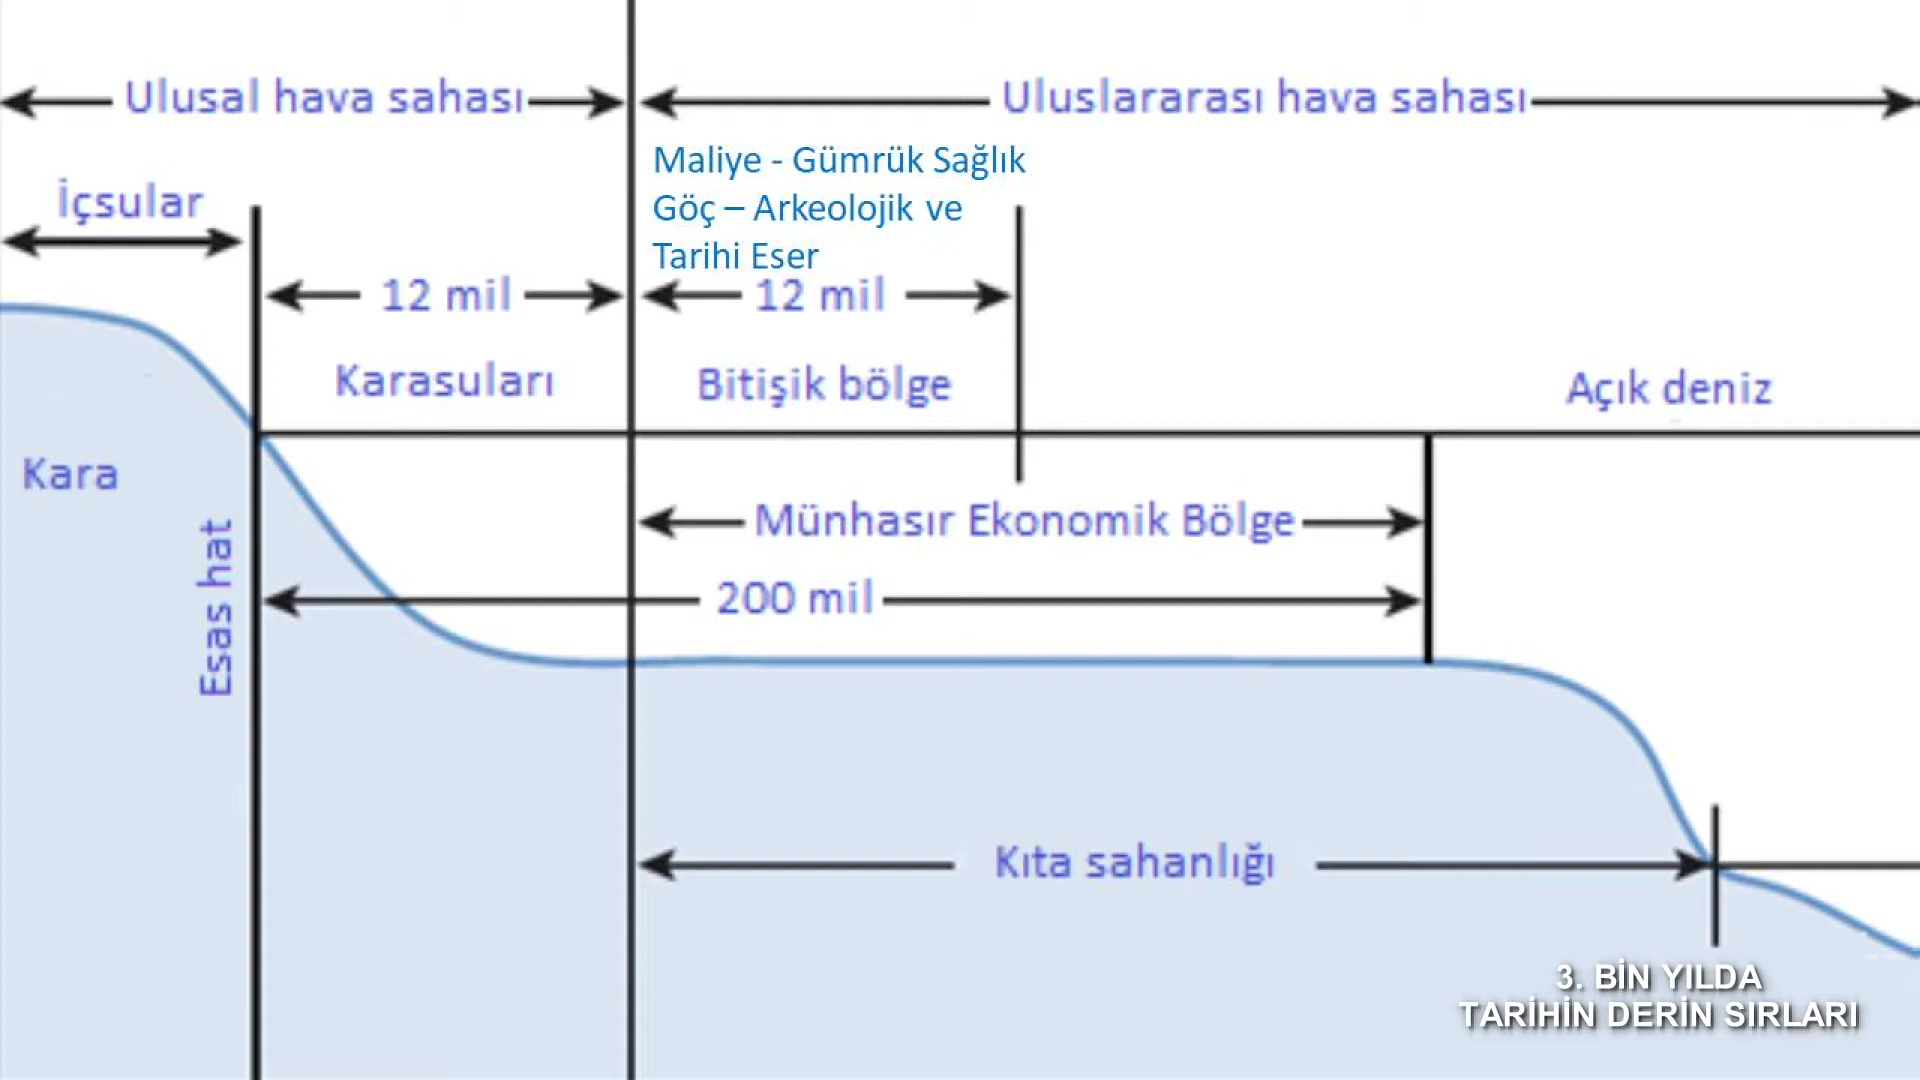 Ulusal hava sahası
Uluslararası hava sahası
Maliye - Gümrük Sağlık
Göç – Arkeolojik ve
Tarihi Eser
İçsular
12 mil
12 mil
Karasuları
Bitişik bölge
Açık deniz
Kara
Esas hat
Münhasır Ekonomik Bölge
200 mil
Kıta sahanlığı
3. BİN YILDA
TARİHİN DERİN SIRLARI